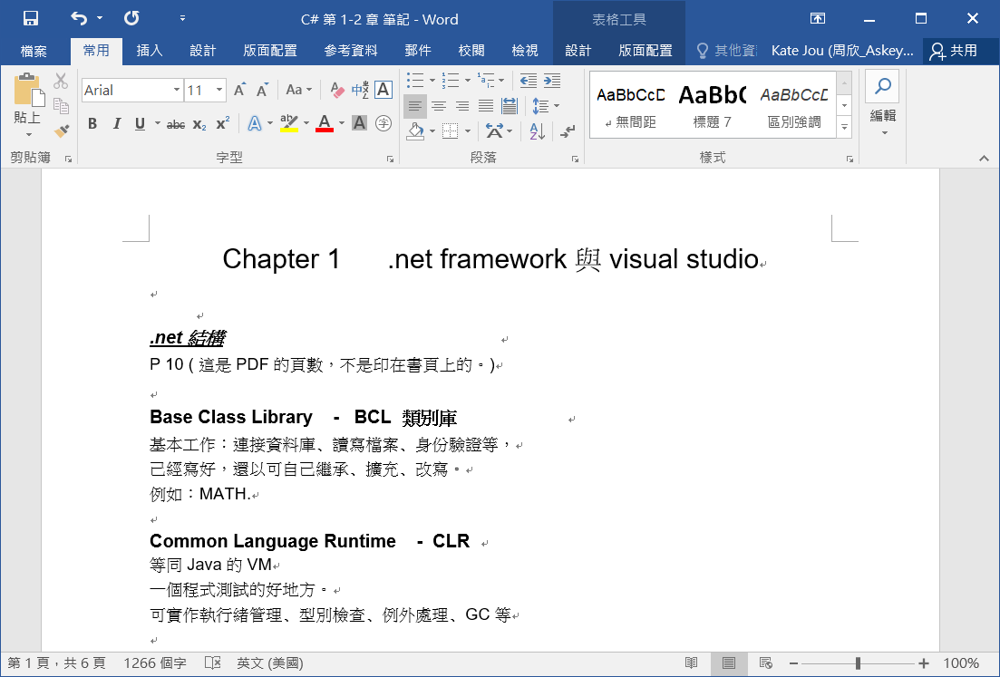 C# 第 1-2 章 筆記 - Word
表格工具
檔案 常用 插入 設計 版面配置 參考資料 郵件 校閱 檢視 設計 版面配置 其他資 Kate Jou (周欣_Askey... 共用
貼上
剪貼簿
Arial 11
字型
段落
AaBbCcD AaBb AaBbCcD
無間距 標題 7 區別強調
樣式
編輯
Chapter 1 .net framework 與 visual studio
.net 結構
P 10 ( 這是 PDF 的頁數，不是印在書頁上的。)
Base Class Library - BCL 類別庫
基本工作：連接資料庫、讀寫檔案、身份驗證等，
已經寫好，還以可自己繼承、擴充、改寫。
例如：MATH.
Common Language Runtime - CLR
等同 Java 的 VM
一個程式測試的好地方。
可實作執行緒管理、型別檢查、例外處理、GC 等
第 1 頁，共 6 頁 1266 個字 英文 (美國) 100%